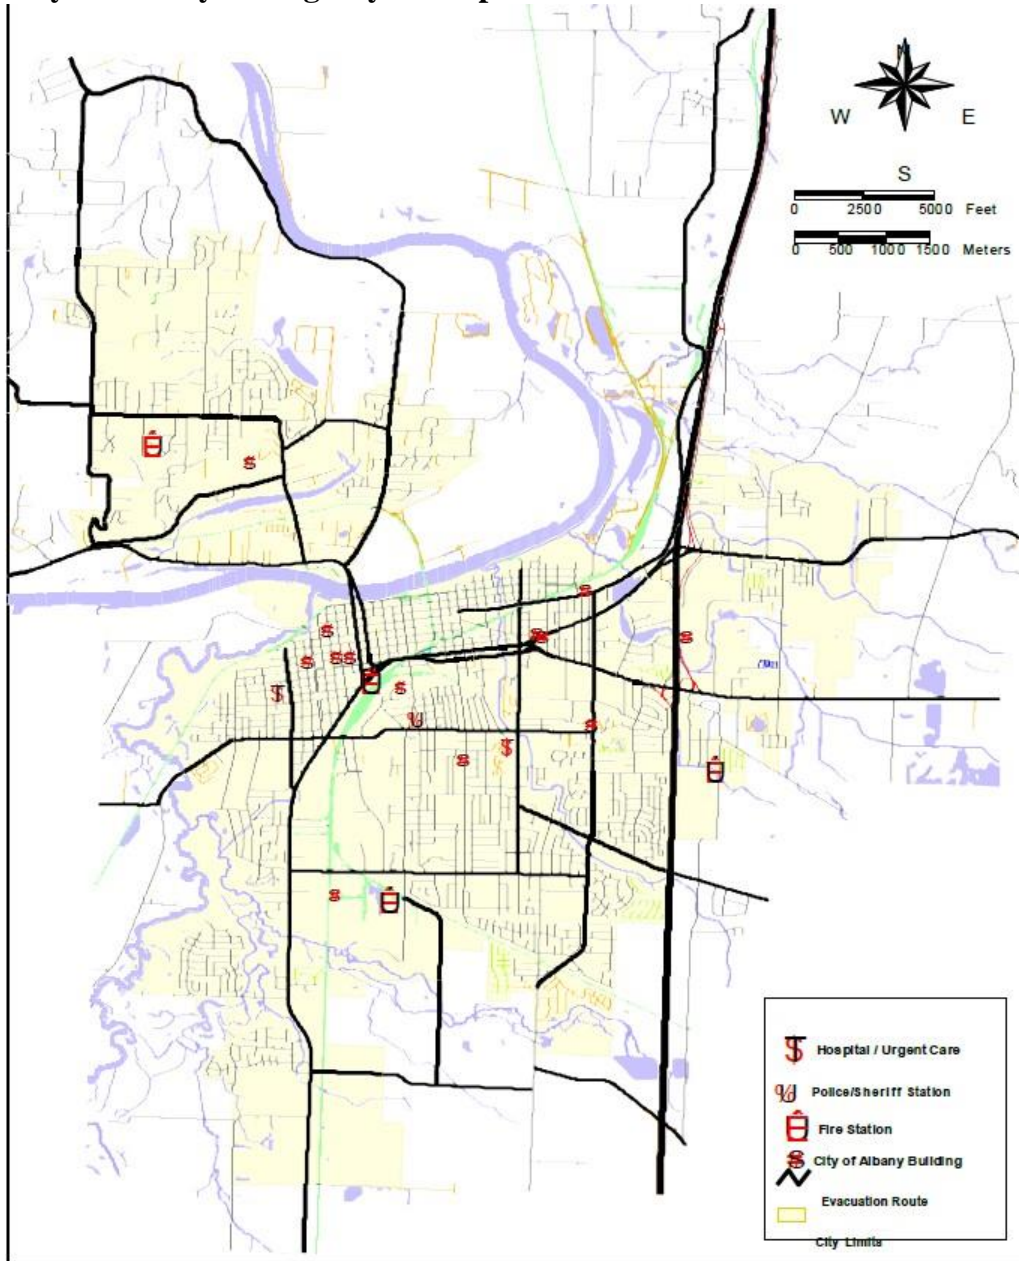 N
W E
S
0 2500 5000 Feet
0 500 1000 1500 Meters
Hospital / Urgent Care
Police/Sheriff Station
Fire Station
City of Albany Building
Evacuation Route
City Limits